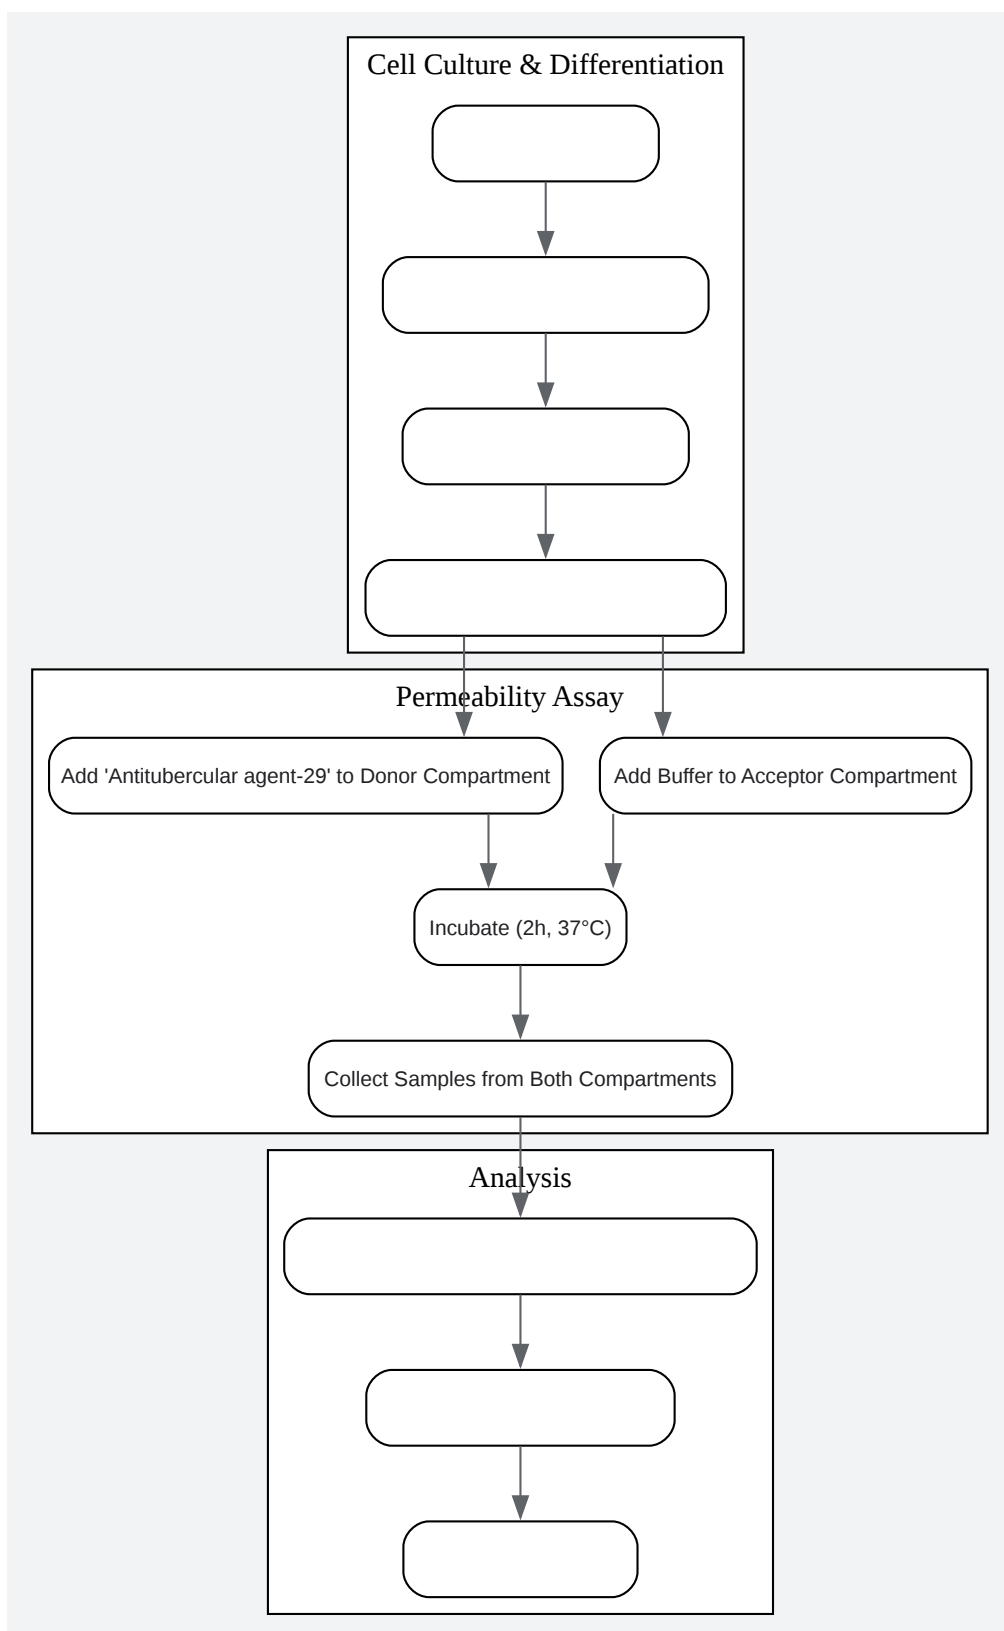 Cell Culture & Differentiation
Permeability Assay
Add 'Antitubercular agent-29' to Donor Compartment
Add Buffer to Acceptor Compartment
Incubate (2h, 37°C)
Collect Samples from Both Compartments
Analysis